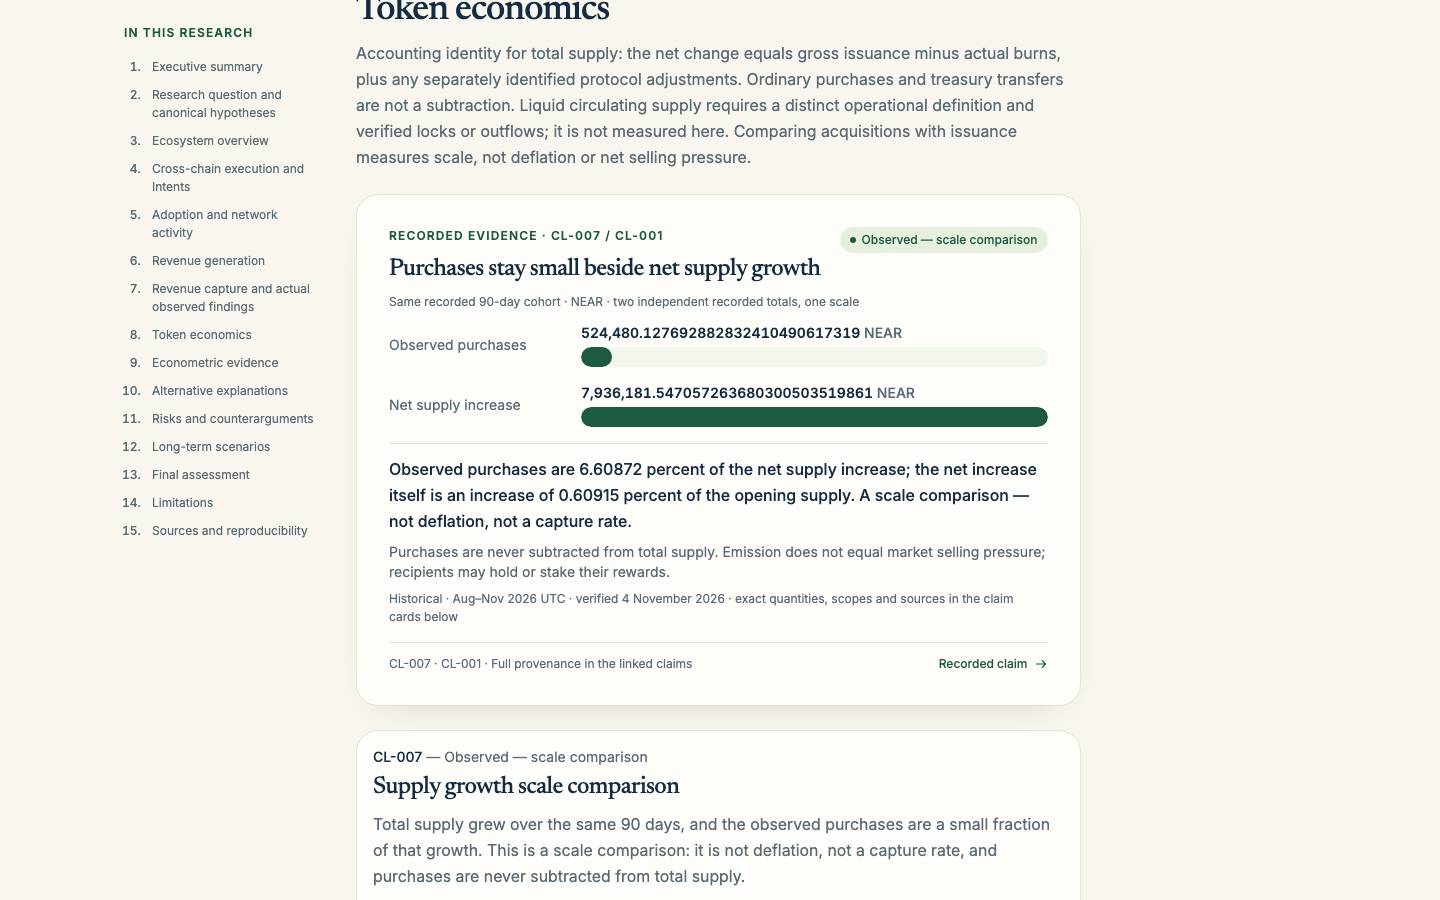 IN THIS RESEARCH
1. Executive summary
2. Research question and
canonical hypotheses
3. Ecosystem overview
4. Cross-chain execution and
Intents
5. Adoption and network
activity
6. Revenue generation
7. Revenue capture and actual
observed findings
8. Token economics
9. Econometric evidence
10. Alternative explanations
11. Risks and counterarguments
12. Long-term scenarios
13. Final assessment
14. Limitations
15. Sources and reproducibility
Token economics
Accounting identity for total supply: the net change equals gross issuance minus actual burns,
plus any separately identified protocol adjustments. Ordinary purchases and treasury transfers
are not a subtraction. Liquid circulating supply requires a distinct operational definition and
verified locks or outflows; it is not measured here. Comparing acquisitions with issuance
measures scale, not deflation or net selling pressure.
RECORDED EVIDENCE · CL-007 / CL-001
Observed — scale comparison
Purchases stay small beside net supply growth
Same recorded 90-day cohort · NEAR · two independent recorded totals, one scale
Observed purchases
524,480.127692882832410490617319 NEAR
Net supply increase
7,936,181.547057263680300503519861 NEAR
Observed purchases are 6.60872 percent of the net supply increase; the net increase
itself is an increase of 0.60915 percent of the opening supply. A scale comparison —
not deflation, not a capture rate.
Purchases are never subtracted from total supply. Emission does not equal market selling pressure;
recipients may hold or stake their rewards.
Historical · Aug–Nov 2026 UTC · verified 4 November 2026 · exact quantities, scopes and sources in the claim
cards below
CL-007 · CL-001 · Full provenance in the linked claims
Recorded claim →
CL-007 — Observed — scale comparison
Supply growth scale comparison
Total supply grew over the same 90 days, and the observed purchases are a small fraction
of that growth. This is a scale comparison: it is not deflation, not a capture rate, and
purchases are never subtracted from total supply.